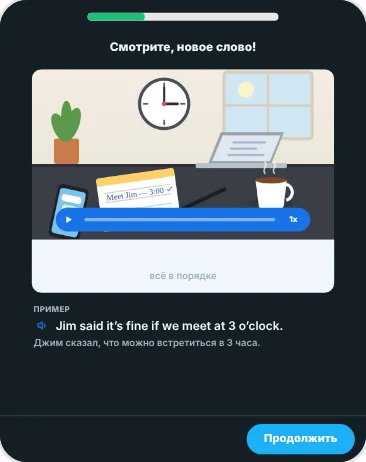 Смотрите, новое слово!
Meet Jim — 3:00 ✓
1x
всё в порядке
ПРИМЕР
Jim said it’s fine if we meet at 3 o’clock.
Джим сказал, что можно встретиться в 3 часа.
Продолжить